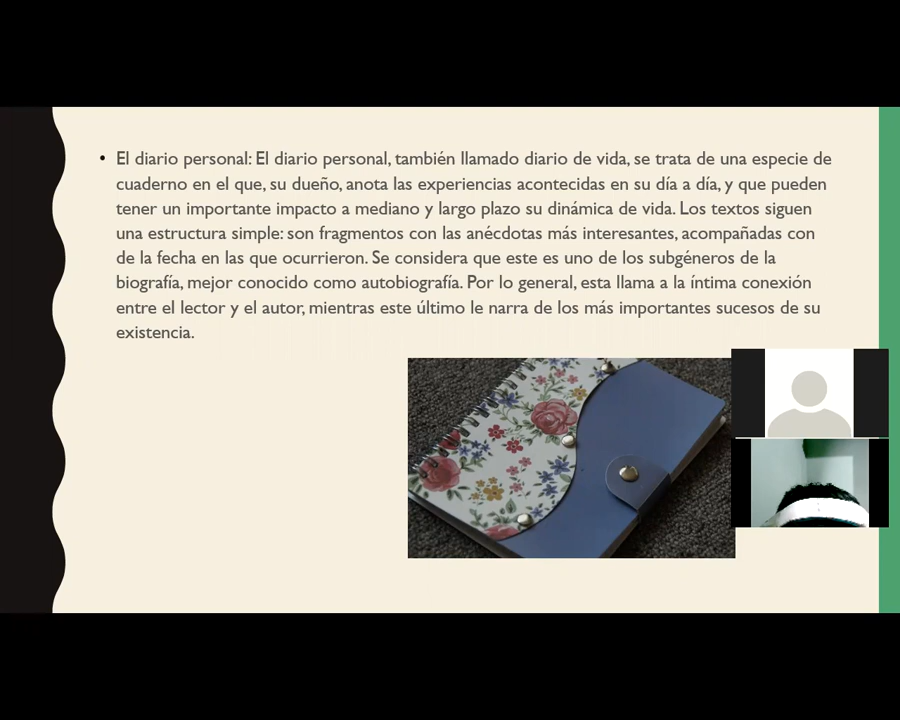 • El diario personal: El diario personal, también llamado diario de vida, se trata de una especie de
cuaderno en el que, su dueño, anota las experiencias acontecidas en su día a día, y que pueden
tener un importante impacto a mediano y largo plazo su dinámica de vida. Los textos siguen
una estructura simple: son fragmentos con las anécdotas más interesantes, acompañadas con
de la fecha en las que ocurrieron. Se considera que este es uno de los subgéneros de la
biografía, mejor conocido como autobiografía. Por lo general, esta llama a la íntima conexión
entre el lector y el autor, mientras este último le narra de los más importantes sucesos de su
existencia.